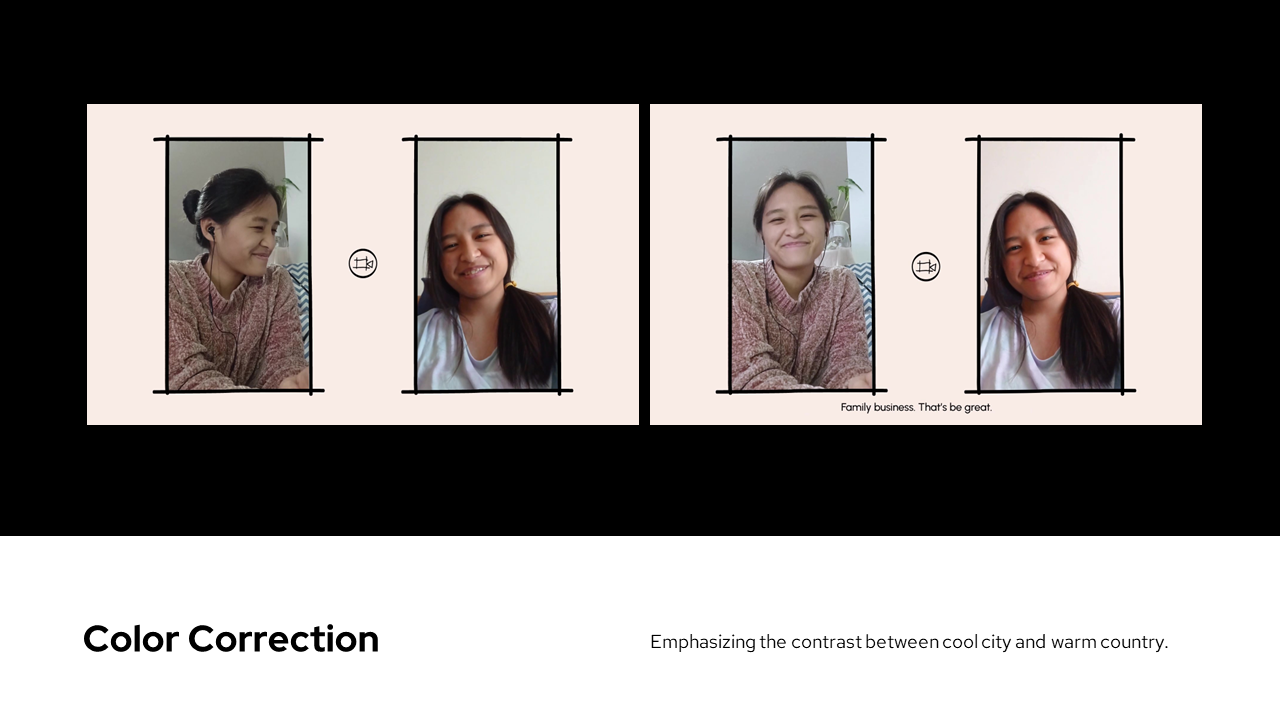 Family business. That's be great.
Color Correction
Emphasizing the contrast between cool city and warm country.